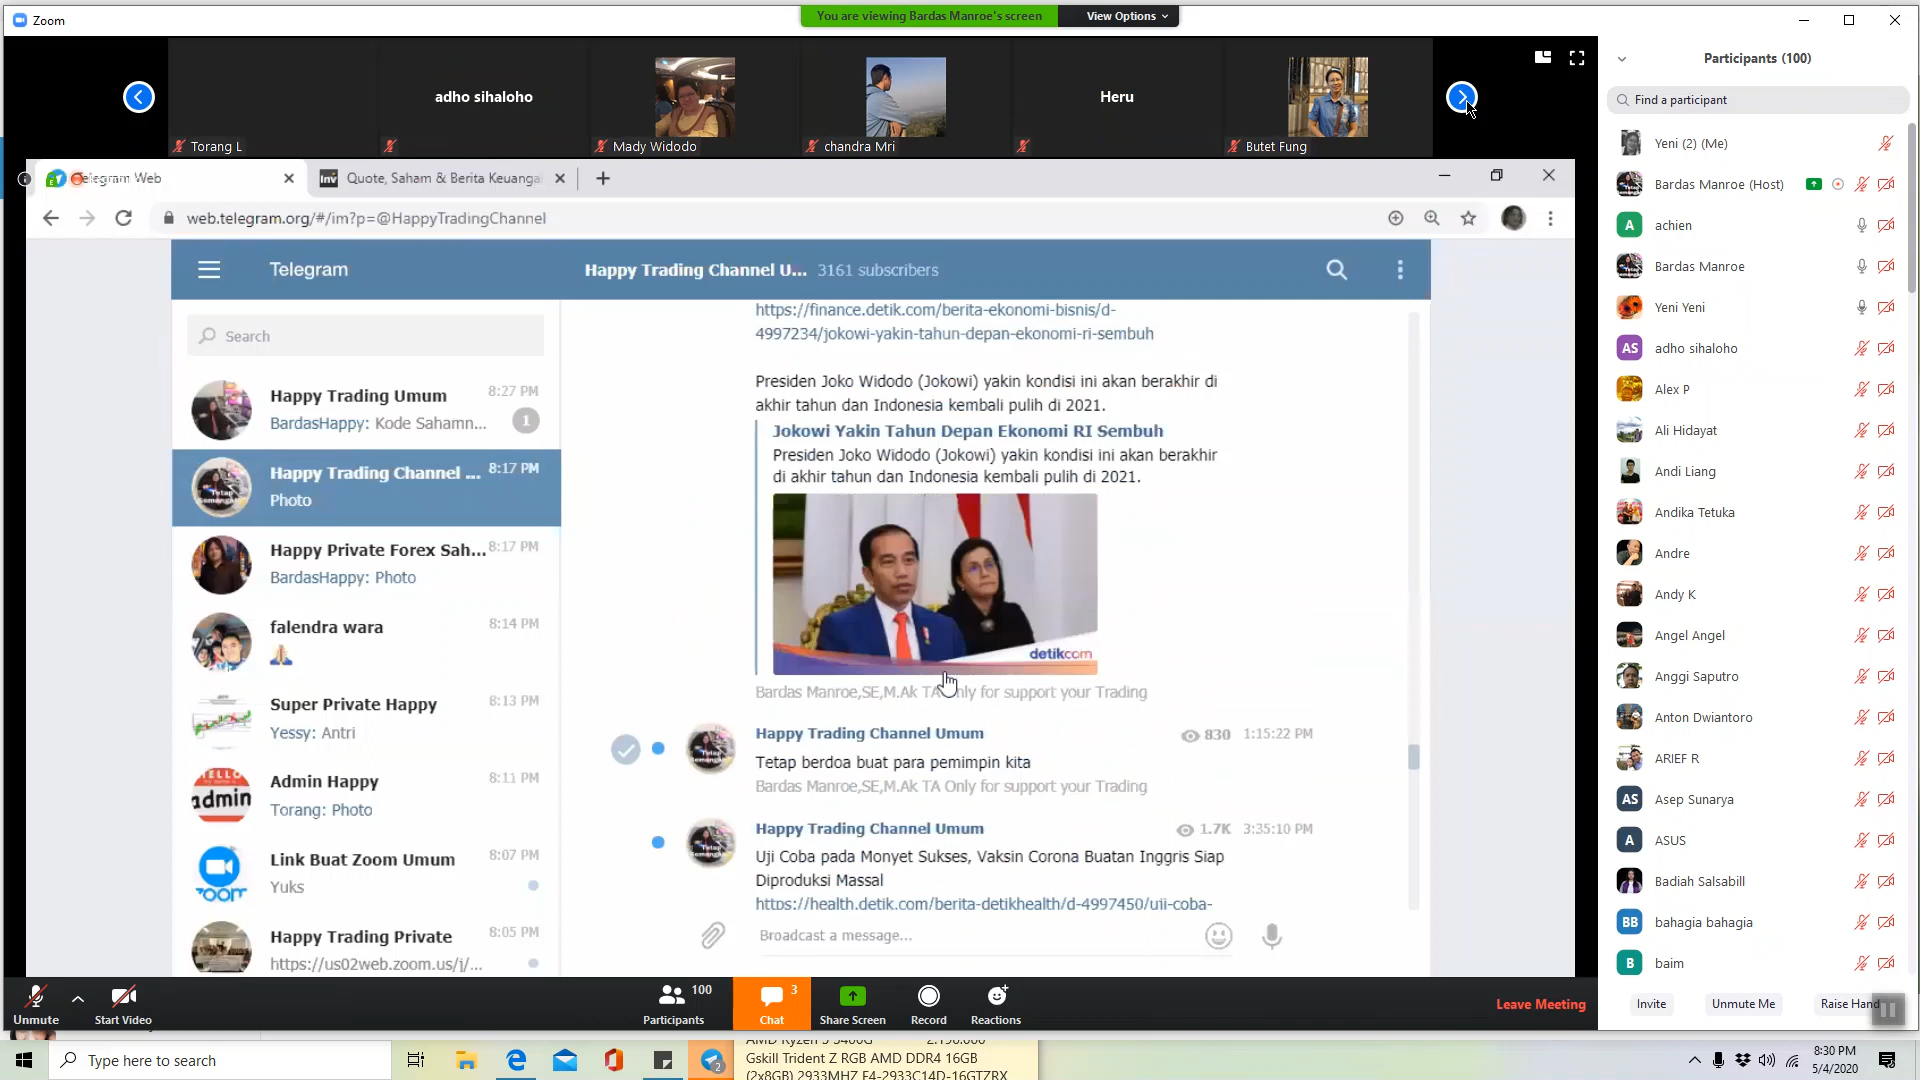 Zoom
You are viewing Bardas Manroe's screen
View Options
Torang L
adho sihaloho
Mady Widodo
chandra Mri
Heru
Butet Fung
Telegram Web
Quote, Saham & Berita Keuanga
web.telegram.org/#/im?p=@HappyTradingChannel
Telegram
Happy Trading Channel U... 3161 subscribers
Search
Happy Trading Umum 8:27 PM
BardasHappy: Kode Sahamn... 1
Happy Trading Channel ... 8:17 PM
Photo
Happy Private Forex Sah... 8:17 PM
BardasHappy: Photo
falendra wara 8:14 PM
Super Private Happy 8:13 PM
Yessy: Antri
HELLO
admin
Admin Happy 8:11 PM
Torang: Photo
zoom
Link Buat Zoom Umum 8:07 PM
Yuks
Happy Trading Private 8:05 PM
https://us02web.zoom.us/j/...
https://finance.detik.com/berita-ekonomi-bisnis/d-
4997234/jokowi-yakin-tahun-depan-ekonomi-ri-sembuh
Presiden Joko Widodo (Jokowi) yakin kondisi ini akan berakhir di
akhir tahun dan Indonesia kembali pulih di 2021.
Jokowi Yakin Tahun Depan Ekonomi RI Sembuh
Presiden Joko Widodo (Jokowi) yakin kondisi ini akan berakhir
di akhir tahun dan Indonesia kembali pulih di 2021.
detikcom
Bardas Manroe,SE,M.Ak TA Only for support your Trading
Happy Trading Channel Umum 830 1:15:22 PM
Tetap berdoa buat para pemimpin kita
Bardas Manroe,SE,M.Ak TA Only for support your Trading
Happy Trading Channel Umum 1.7K 3:35:10 PM
Uji Coba pada Monyet Sukses, Vaksin Corona Buatan Inggris Siap
Diproduksi Massal
https://health.detik.com/berita-detikhealth/d-4997450/uji-coba-
Broadcast a message...
Participants (100)
Find a participant
Yeni (2) (Me)
Bardas Manroe (Host)
A achien
Bardas Manroe
Yeni Yeni
AS adho sihaloho
Alex P
Ali Hidayat
Andi Liang
Andika Tetuka
Andre
Andy K
Angel Angel
Anggi Saputro
Anton Dwiantoro
ARIEF R
AS Asep Sunarya
A ASUS
Badiah Salsabill
BB bahagia bahagia
B baim
Invite
Unmute Me
Raise Hand
Unmute
Start Video
Participants 100
Chat 3
Share Screen
Record
Reactions
Leave Meeting
Type here to search
2
Gskill Trident Z RGB AMD DDR4 16GB
(2x8GB) 2933MHZ F4-2933C14D-16GTZRX
8:30 PM
5/4/2020